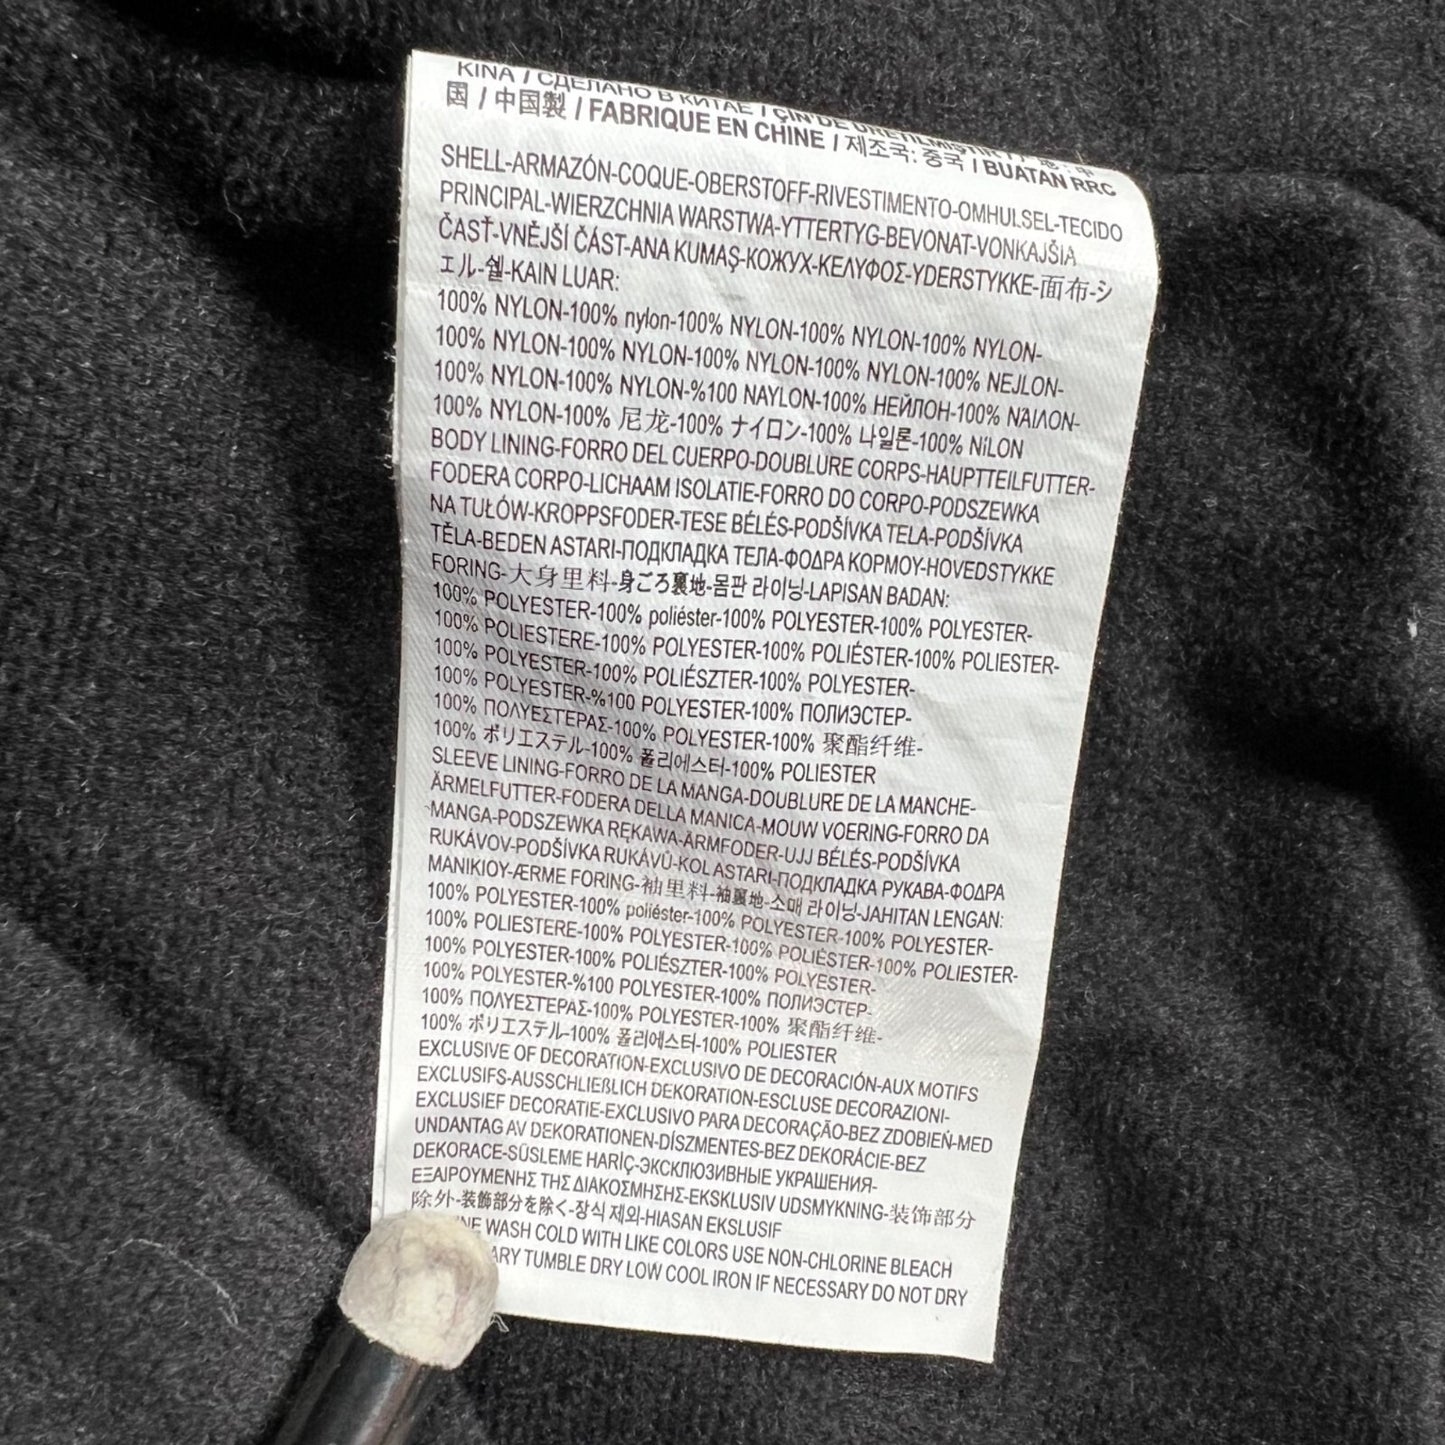 KINA / СДЕЛАНО В КИТАЕ / ÇİN'DE ÜRETİLMİŞTİR
国 / 中国製 / FABRIQUE EN CHINE / 제조국: 중국 / BUATAN RRC
SHELL-ARMAZÓN-COQUE-OBERSTOFF-RIVESTIMENTO-OMHULSEL-TECIDO
PRINCIPAL-WIERZCHNIA WARSTWA-YTTERTYG-BEVONAT-VONKAJŠIA
ČASŤ-VNĚJŠÍ ČÁST-ANA KUMAŞ-КОЖУХ-ΚΕΛΥΦΟΣ-YDERSTYKKE-面布-シ
ェル-쉘-KAIN LUAR:
100% NYLON-100% nylon-100% NYLON-100% NYLON-100% NYLON-
100% NYLON-100% NYLON-100% NYLON-100% NYLON-100% NEJLON-
100% NYLON-100% NYLON-%100 NAYLON-100% НЕЙЛОН-100% ΝΑΪΛΟΝ-
100% NYLON-100% 尼龙-100% ナイロン-100% 나일론-100% NiLON
BODY LINING-FORRO DEL CUERPO-DOUBLURE CORPS-HAUPTTEILFUTTER-
FODERA CORPO-LICHAAM ISOLATIE-FORRO DO CORPO-PODSZEWKA
NA TUŁÓW-KROPPSFODER-TESE BÉLÉS-PODŠÍVKA TELA-PODŠÍVKA
TĚLA-BEDEN ASTARI-ПОДКЛАДКА ТЕЛА-ΦΟΔΡΑ ΚΟΡΜΟΥ-HOVEDSTYKKE
FORING-大身里料-身ごろ裏地-몸판 라이닝-LAPISAN BADAN:
100% POLYESTER-100% poliéster-100% POLYESTER-100% POLYESTER-
100% POLIESTERE-100% POLYESTER-100% POLIÉSTER-100% POLIESTER-
100% POLYESTER-100% POLIÉSZTER-100% POLYESTER-
100% POLYESTER-%100 POLYESTER-100% ПОЛИЭСТЕР-
100% ΠΟΛΥΕΣΤΕΡΑΣ-100% POLYESTER-100% 聚酯纤维-
100% ポリエステル-100% 폴리에스터-100% POLIESTER
SLEEVE LINING-FORRO DE LA MANGA-DOUBLURE DE LA MANCHE-
ÄRMELFUTTER-FODERA DELLA MANICA-MOUW VOERING-FORRO DA
MANGA-PODSZEWKA RĘKAWA-ÄRMFODER-UJJ BÉLÉS-PODŠÍVKA
RUKÁVOV-PODŠÍVKA RUKÁVŮ-KOL ASTARI-ПОДКЛАДКА РУКАВА-ΦΟΔΡΑ
ΜΑΝΙΚΙΟΥ-ÆRME FORING-袖里料-袖裏地-소매 라이닝-JAHITAN LENGAN:
100% POLYESTER-100% poliéster-100% POLYESTER-100% POLYESTER-
100% POLIESTERE-100% POLYESTER-100% POLIÉSTER-100% POLIESTER-
100% POLYESTER-100% POLIÉSZTER-100% POLYESTER-
100% POLYESTER-%100 POLYESTER-100% ПОЛИЭСТЕР-
100% ΠΟΛΥΕΣΤΕΡΑΣ-100% POLYESTER-100% 聚酯纤维-
100% ポリエステル-100% 폴리에스터-100% POLIESTER
EXCLUSIVE OF DECORATION-EXCLUSIVO DE DECORACIÓN-AUX MOTIFS
EXCLUSIFS-AUSSCHLIEßLICH DEKORATION-ESCLUSE DECORAZIONI-
EXCLUSIEF DECORATIE-EXCLUSIVO PARA DECORAÇÃO-BEZ ZDOBIEŃ-MED
UNDANTAG AV DEKORATIONEN-DÍSZMENTES-BEZ DEKORÁCIE-BEZ
DEKORACE-SÜSLEME HARİÇ-ЭКСКЛЮЗИВНЫЕ УКРАШЕНИЯ-
ΕΞΑΙΡΟΥΜΕΝΗΣ ΤΗΣ ΔΙΑΚΟΣΜΗΣΗΣ-EKSKLUSIV UDSMYKNING-装饰部分
除外-装飾部分を除く-장식 제외-HIASAN EKSLUSIF
WASH COLD WITH LIKE COLORS USE NON-CHLORINE BLEACH
TUMBLE DRY LOW COOL IRON IF NECESSARY DO NOT DRY